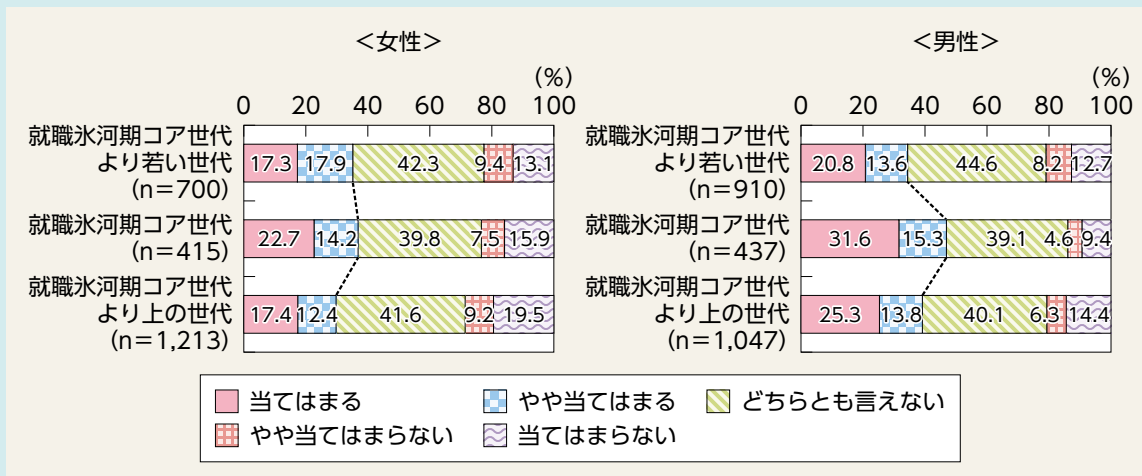 <女性>
(%)
0 20 40 60 80 100
就職氷河期コア世代
より若い世代
(n=700)
17.3 17.9 42.3 9.4 13.1
就職氷河期コア世代
(n=415)
22.7 14.2 39.8 7.5 15.9
就職氷河期コア世代
より上の世代
(n=1,213)
17.4 12.4 41.6 9.2 19.5
<男性>
(%)
0 20 40 60 80 100
就職氷河期コア世代
より若い世代
(n=910)
20.8 13.6 44.6 8.2 12.7
就職氷河期コア世代
(n=437)
31.6 15.3 39.1 4.6 9.4
就職氷河期コア世代
より上の世代
(n=1,047)
25.3 13.8 40.1 6.3 14.4
当てはまる やや当てはまる どちらとも言えない
やや当てはまらない 当てはまらない